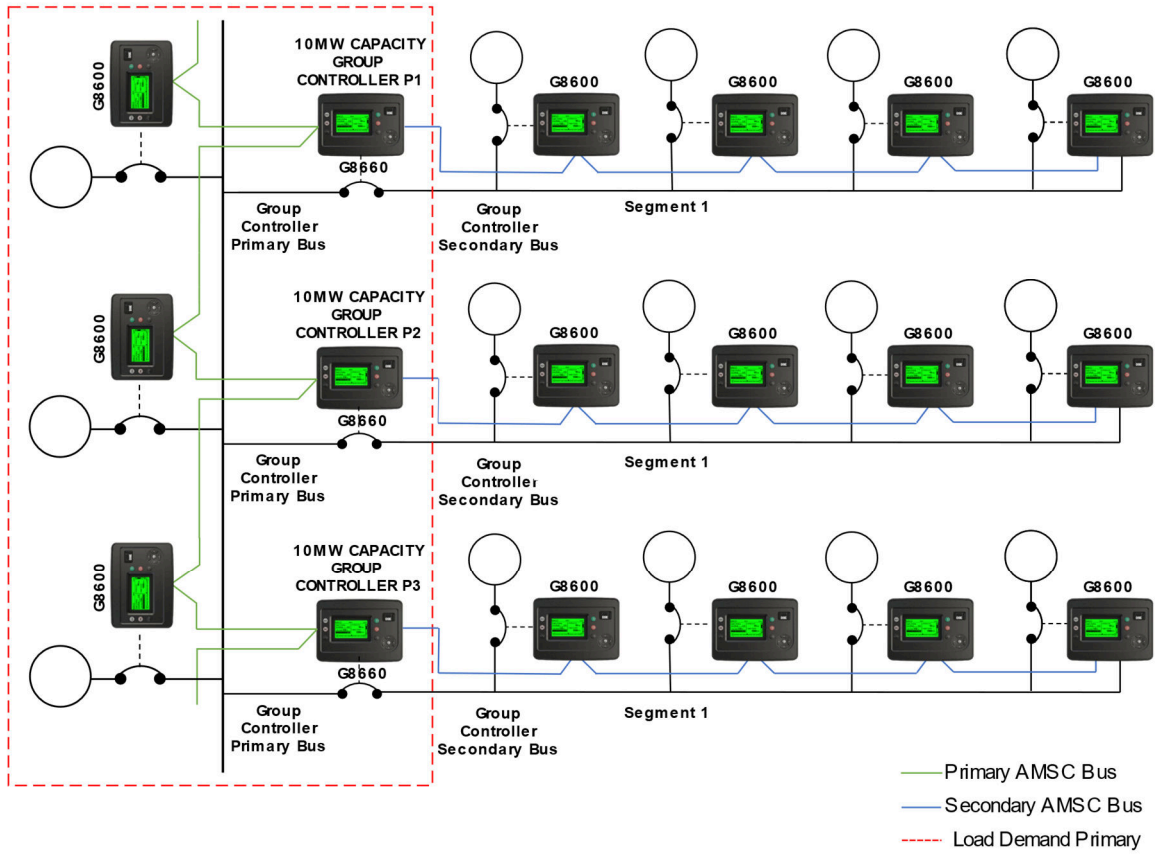 10MW CAPACITY
GROUP
CONTROLLER P1
G8600
G8660
G8600
G8600
G8600
G8600
Group
Controller
Primary Bus
Group
Controller
Secondary Bus
Segment 1
10MW CAPACITY
GROUP
CONTROLLER P2
G8600
G8660
G8600
G8600
G8600
G8600
Group
Controller
Primary Bus
Group
Controller
Secondary Bus
Segment 1
10MW CAPACITY
GROUP
CONTROLLER P3
G8600
G8660
G8600
G8600
G8600
G8600
Group
Controller
Primary Bus
Group
Controller
Secondary Bus
Segment 1
Primary AMSC Bus
Secondary AMSC Bus
Load Demand Primary